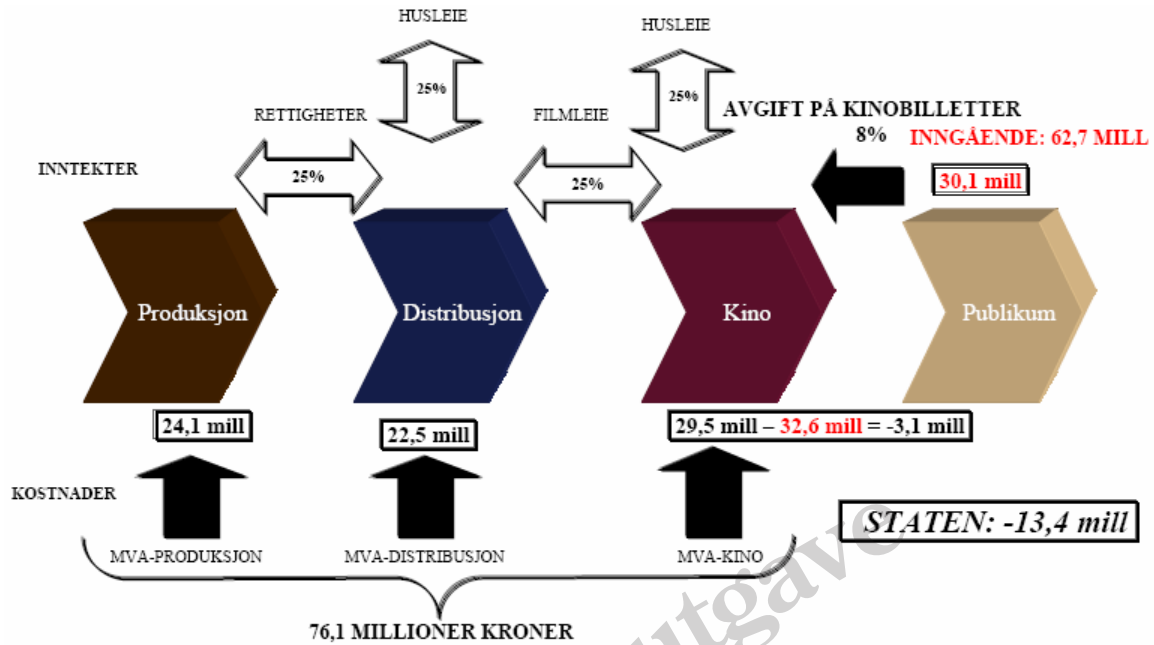 HUSLEIE
HUSLEIE
25%
25%
RETTIGHETER
FILMLEIE
AVGIFT PÅ KINOBILLETTER
8%
INNGÅENDE: 62,7 MILL
INNTEKTER
25%
25%
30,1 mill
Produksjon
Distribusjon
Kino
Publikum
24,1 mill
22,5 mill
29,5 mill – 32,6 mill = -3,1 mill
KOSTNADER
STATEN: -13,4 mill
MVA-PRODUKSJON
MVA-DISTRIBUSJON
MVA-KINO
76,1 MILLIONER KRONER
utgave